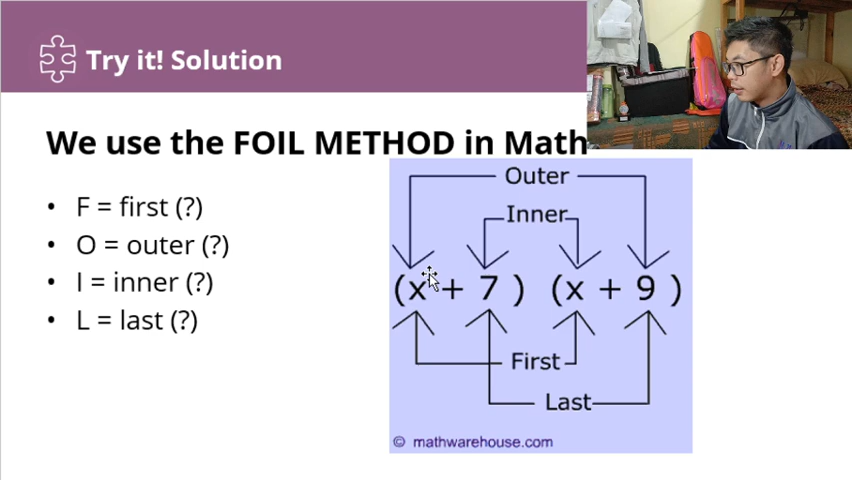 Try it! Solution
We use the FOIL METHOD in Math
• F = first (?)
• O = outer (?)
• I = inner (?)
• L = last (?)
Outer
Inner
(x + 7 ) (x + 9 )
First
Last
© mathwarehouse.com